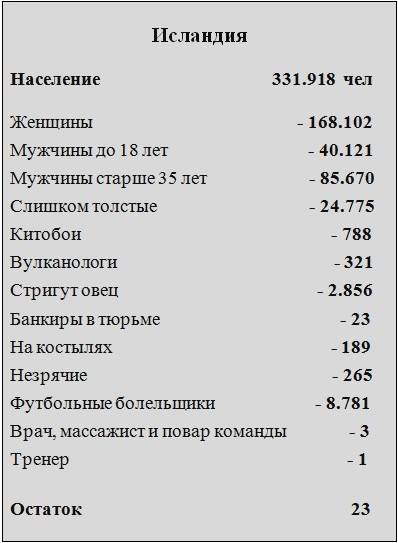 Исландия
Население 331.918 чел
Женщины - 168.102
Мужчины до 18 лет - 40.121
Мужчины старше 35 лет - 85.670
Слишком толстые - 24.775
Китобои - 788
Вулканологи - 321
Стригут овец - 2.856
Банкиры в тюрьме - 23
На костылях - 189
Незрячие - 265
Футбольные болельщики - 8.781
Врач, массажист и повар команды - 3
Тренер - 1
Остаток 23